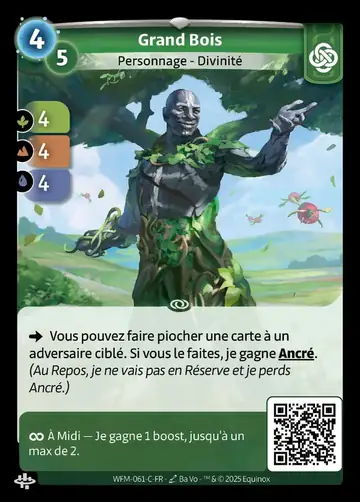 4
Grand Bois
5
Personnage - Divinité
4
4
4
Vous pouvez faire piocher une carte à un
adversaire ciblé. Si vous le faites, je gagne Ancré.
(Au Repos, je ne vais pas en Réserve et je perds
Ancré.)
À Midi — Je gagne 1 boost, jusqu'à un
max de 2.
WFM-061-C-FR - Ba Vo - ™ & © 2025 Equinox